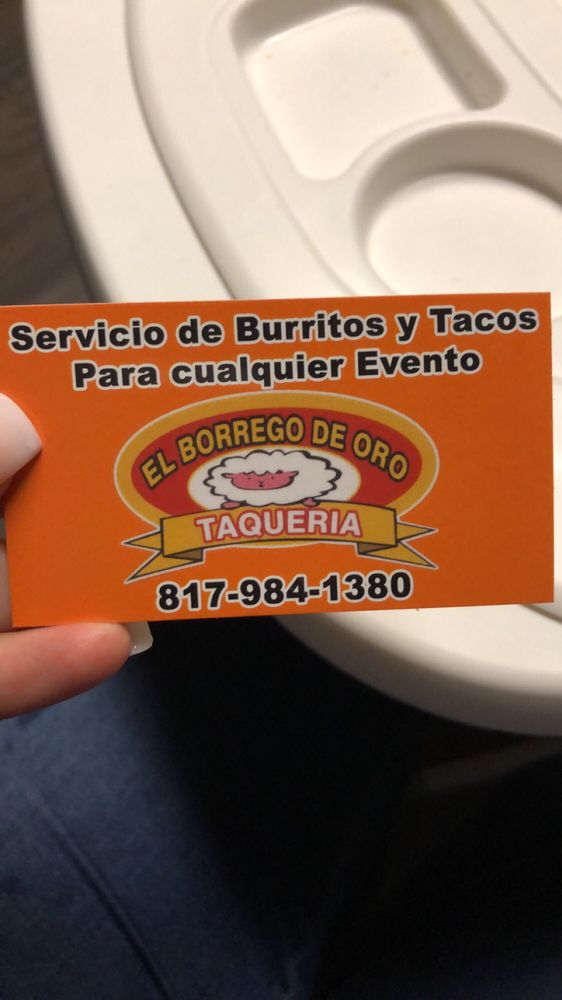 Servicio de Burritos y Tacos
Para cualquier Evento
EL BORREGO DE ORO
TAQUERIA
817-984-1380